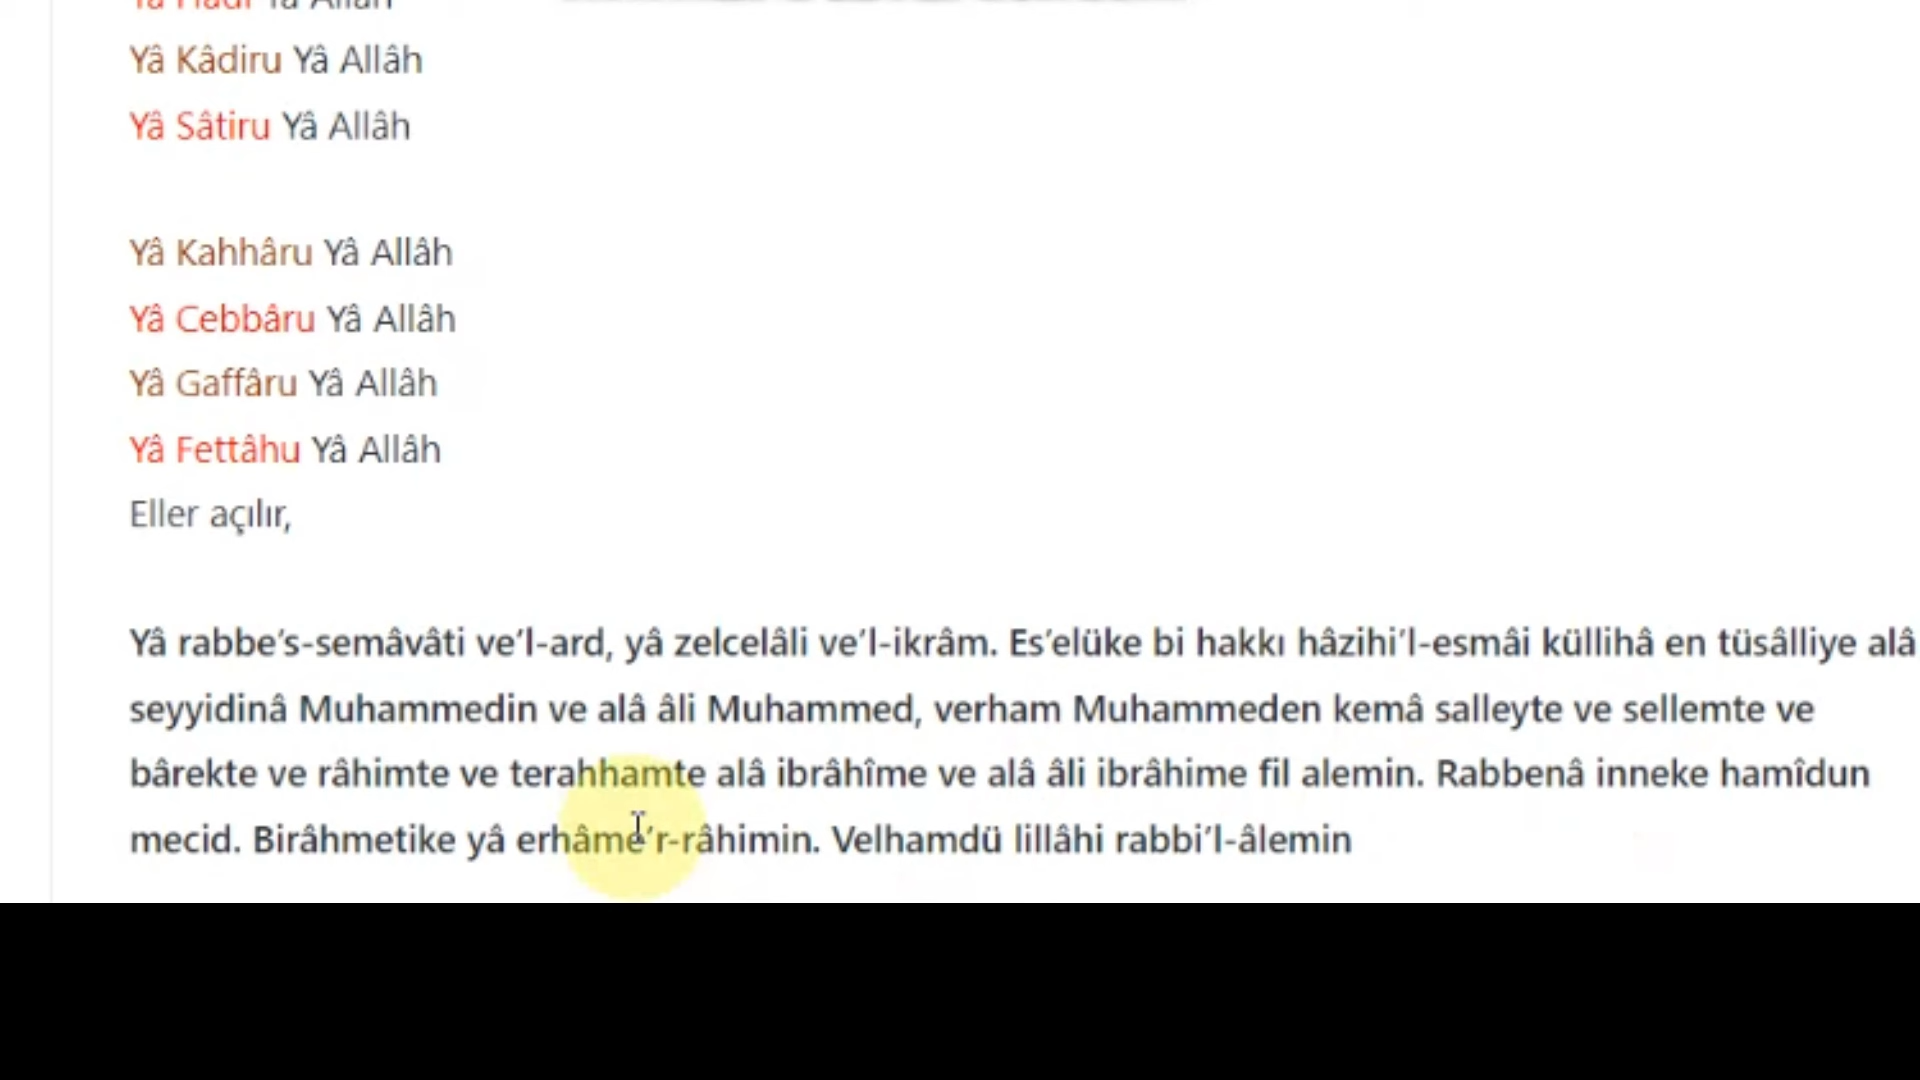 Yâ Hâdî Yâ Allâh
Yâ Kâdiru Yâ Allâh
Yâ Sâtiru Yâ Allâh
Yâ Kahhâru Yâ Allâh
Yâ Cebbâru Yâ Allâh
Yâ Gaffâru Yâ Allâh
Yâ Fettâhu Yâ Allâh
Eller açılır,
Yâ rabbe’s-semâvâti ve’l-ard, yâ zelcelâli ve’l-ikrâm. Es’elüke bi hakkı hâzihi’l-esmâi küllihâ en tüsâlliye alâ
seyyidinâ Muhammedin ve alâ âli Muhammed, verham Muhammeden kemâ salleyte ve sellemte ve
bârekte ve râhimte ve terahhamte alâ ibrâhîme ve alâ âli ibrâhime fil alemin. Rabbenâ inneke hamîdun
mecid. Birâhmetike yâ erhâme’r-râhimin. Velhamdü lillâhi rabbi’l-âlemin